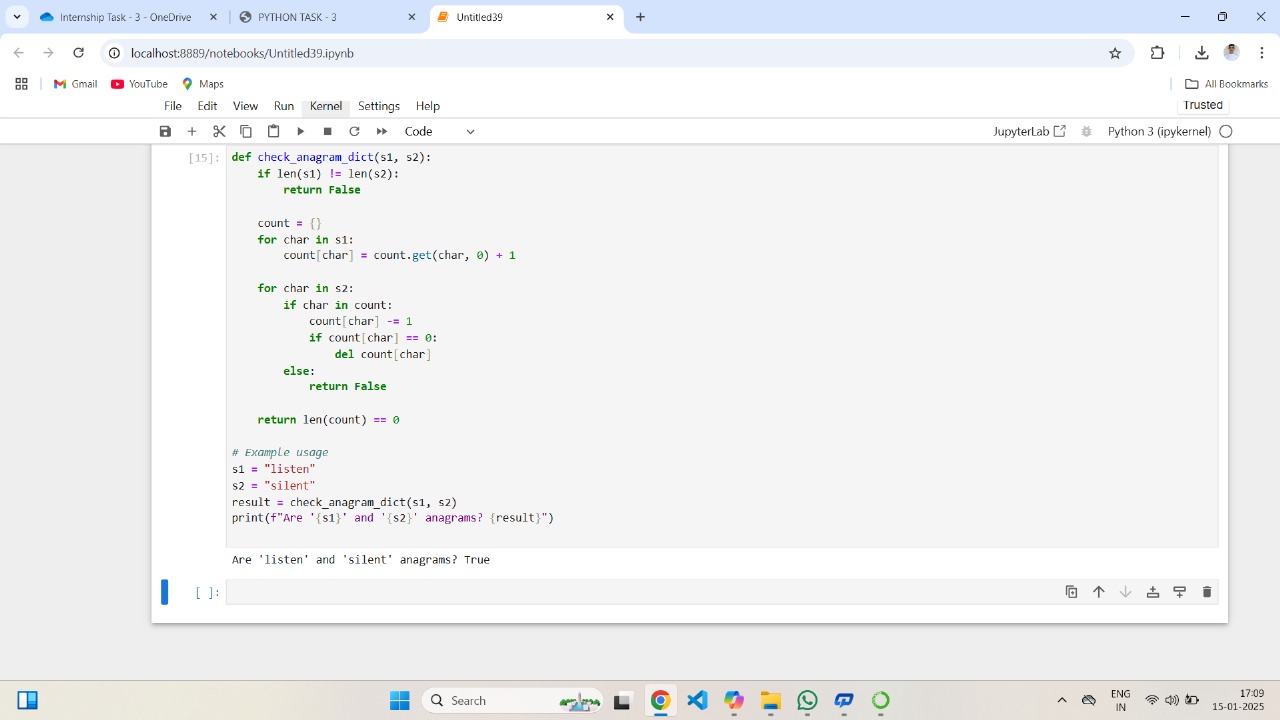 Internship Task - 3 - OneDrive
PYTHON TASK - 3
Untitled39
localhost:8889/notebooks/Untitled39.ipynb
Gmail
YouTube
Maps
All Bookmarks
File Edit View Run Kernel Settings Help
Trusted
Code
JupyterLab
Python 3 (ipykernel)
[15]:
def check_anagram_dict(s1, s2):
    if len(s1) != len(s2):
        return False
    count = {}
    for char in s1:
        count[char] = count.get(char, 0) + 1
    for char in s2:
        if char in count:
            count[char] -= 1
            if count[char] == 0:
                del count[char]
        else:
            return False
    return len(count) == 0
# Example usage
s1 = "listen"
s2 = "silent"
result = check_anagram_dict(s1, s2)
print(f"Are '{s1}' and '{s2}' anagrams? {result}")
Are 'listen' and 'silent' anagrams? True
[ ]:
Search
ENG
IN
17:09
15-01-2025